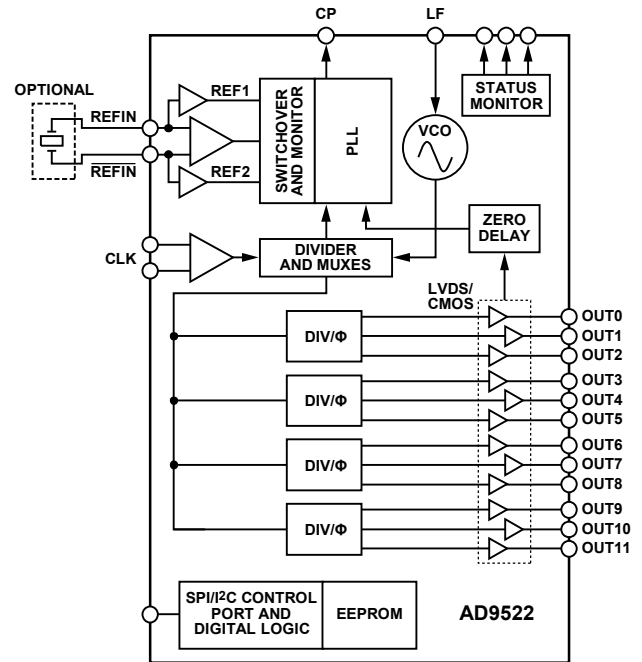 CP
LF
OPTIONAL
REFIN
REFIN
REF1
REF2
SWITCHOVER
AND MONITOR
PLL
VCO
STATUS
MONITOR
ZERO
DELAY
CLK
DIVIDER
AND MUXES
LVDS/
CMOS
DIV/Φ
DIV/Φ
DIV/Φ
DIV/Φ
OUT0
OUT1
OUT2
OUT3
OUT4
OUT5
OUT6
OUT7
OUT8
OUT9
OUT10
OUT11
SPI/I²C CONTROL
PORT AND
DIGITAL LOGIC
EEPROM
AD9522